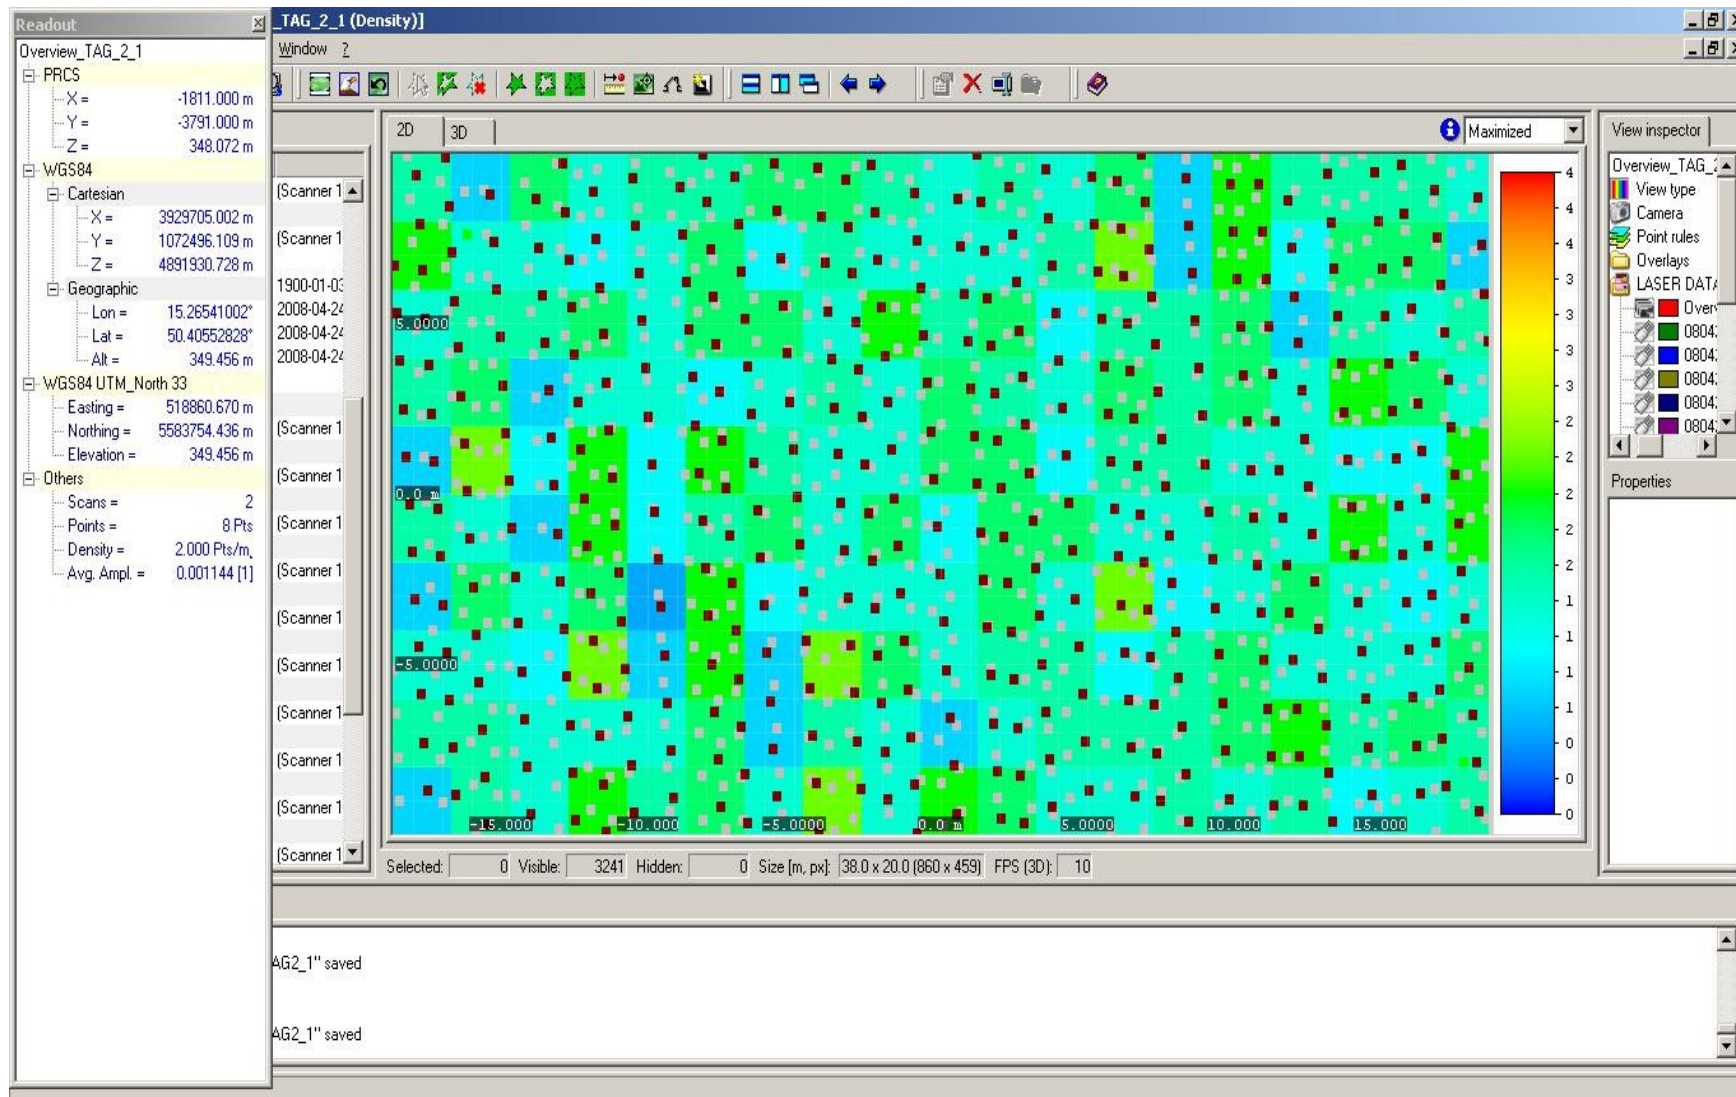 Readout
Overview_TAG_2_1
PRCS
X = -1811.000 m
Y = -3791.000 m
Z = 348.072 m
WGS84
Cartesian
X = 3929705.002 m
Y = 1072496.109 m
Z = 4891930.728 m
Geographic
Lon = 15.26541002°
Lat = 50.40552828°
Alt = 349.456 m
WGS84 UTM_North 33
Easting = 518860.670 m
Northing = 5583754.436 m
Elevation = 349.456 m
Others
Scans = 2
Points = 8 Pts
Density = 2.000 Pts/m
Avg. Ampl. = 0.001144 [1]
_TAG_2_1 (Density)]
Window ?
(Scanner 1
(Scanner 1
1900-01-03
2008-04-24
2008-04-24
2008-04-24
(Scanner 1
(Scanner 1
(Scanner 1
(Scanner 1
(Scanner 1
(Scanner 1
(Scanner 1
(Scanner 1
(Scanner 1
(Scanner 1
2D 3D
Maximized
5.0000
0.0 m
-5.0000
-15.000 -10.000 -5.0000 0.0 m 5.0000 10.000 15.000
4
4
4
3
3
3
2
2
2
2
1
1
1
1
0
0
0
Selected: 0 Visible: 3241 Hidden: 0 Size [m, px]: 38.0 x 20.0 (860 x 459) FPS (3D): 10
View inspector
Overview_TAG_2
View type
Camera
Point rules
Overlays
LASER DATA
Over
0804
0804
0804
0804
0804
Properties
AG2_1" saved
AG2_1" saved